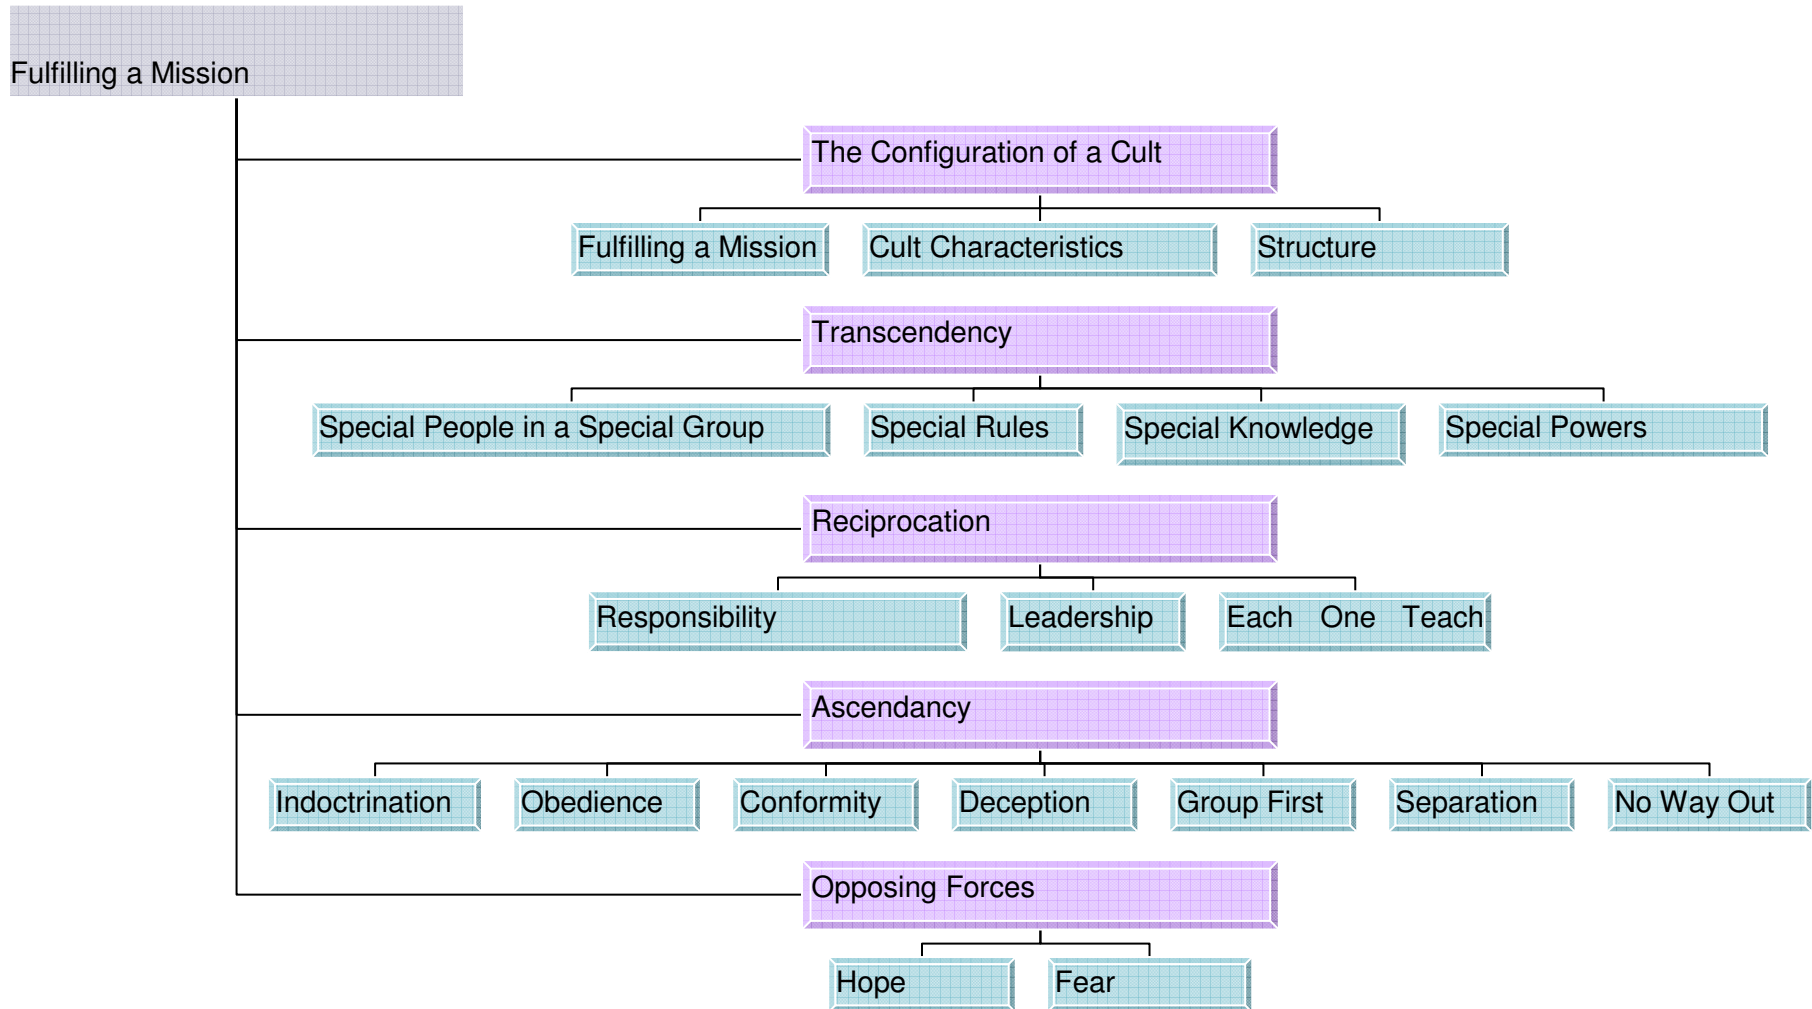 Fulfilling a Mission
The Configuration of a Cult
Fulfilling a Mission
Cult Characteristics
Structure
Transcendency
Special People in a Special Group
Special Rules
Special Knowledge
Special Powers
Reciprocation
Responsibility
Leadership
Each One Teach
Ascendancy
Indoctrination
Obedience
Conformity
Deception
Group First
Separation
No Way Out
Opposing Forces
Hope
Fear